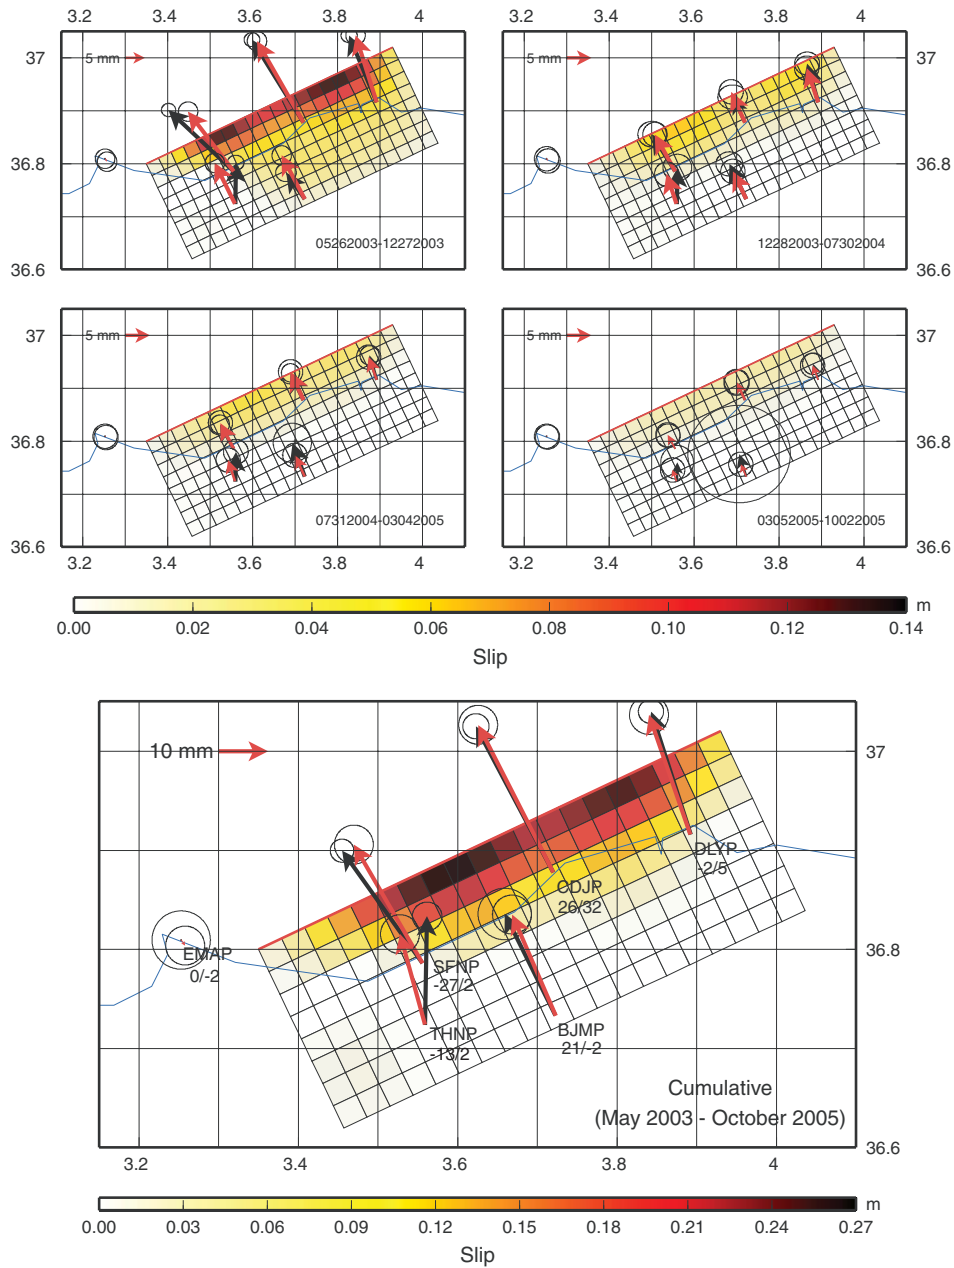 3.2 3.4 3.6 3.8 4 3.2 3.4 3.6 3.8 4
37
5 mm
5 mm
36.8
36.8
05262003-12272003
12282003-07302004
36.6
36.6
37
5 mm
5 mm
37
36.8
36.8
07312004-03042005
03052005-10022005
36.6
36.6
3.2 3.4 3.6 3.8 4 3.2 3.4 3.6 3.8 4
m
0.00 0.02 0.04 0.06 0.08 0.10 0.12 0.14
Slip
10 mm
37
DLYP
-2/5
CDJP
26/32
EMAP
0/-2
36.8
SFNP
-27/2
THNP
-13/2
BJMP
21/-2
Cumulative
(May 2003 - October 2005)
36.6
3.2 3.4 3.6 3.8 4
m
0.00 0.03 0.06 0.09 0.12 0.15 0.18 0.21 0.24 0.27
Slip